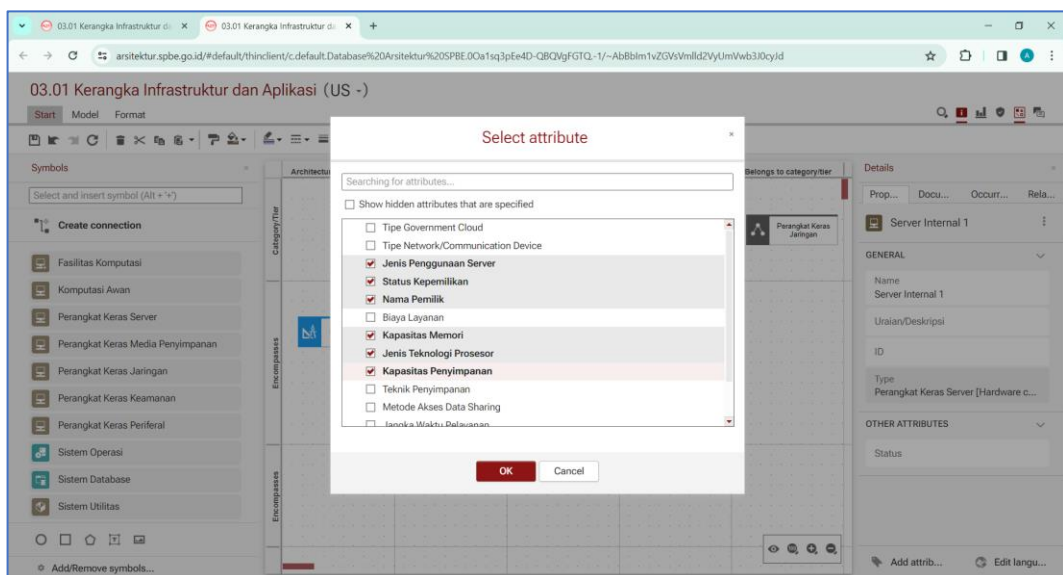 03.01 Kerangka Infrastruktur da
03.01 Kerangka Infrastruktur da
arsitektur.spbe.go.id/#default/thinclient/c.default.Database%20Arsitektur%20SPBE.0Oa1sq3pEe4D-QBQVgFGTQ.-1/~AbBbIm1vZGVsVmlld2VyUmVwb3J0cyJd
03.01 Kerangka Infrastruktur dan Aplikasi (US -)
Start Model Format
Symbols
Select and insert symbol (Alt + '+')
Create connection
Fasilitas Komputasi
Komputasi Awan
Perangkat Keras Server
Perangkat Keras Media Penyimpanan
Perangkat Keras Jaringan
Perangkat Keras Keamanan
Perangkat Keras Periferal
Sistem Operasi
Sistem Database
Sistem Utilitas
Add/Remove symbols...
Architectu
Category/Tier
Encompasses
Encompasses
Select attribute
Searching for attributes...
Show hidden attributes that are specified
Tipe Government Cloud
Tipe Network/Communication Device
Jenis Penggunaan Server
Status Kepemilikan
Nama Pemilik
Biaya Layanan
Kapasitas Memori
Jenis Teknologi Prosesor
Kapasitas Penyimpanan
Teknik Penyimpanan
Metode Akses Data Sharing
Jangka Waktu Pelayanan
OK Cancel
Belongs to category/tier
Perangkat Keras
Jaringan
Details
Prop... Docu... Occurr... Rela...
Server Internal 1
GENERAL
Name
Server Internal 1
Uraian/Deskripsi
ID
Type
Perangkat Keras Server [Hardware c...
OTHER ATTRIBUTES
Status
Add attrib... Edit langu...